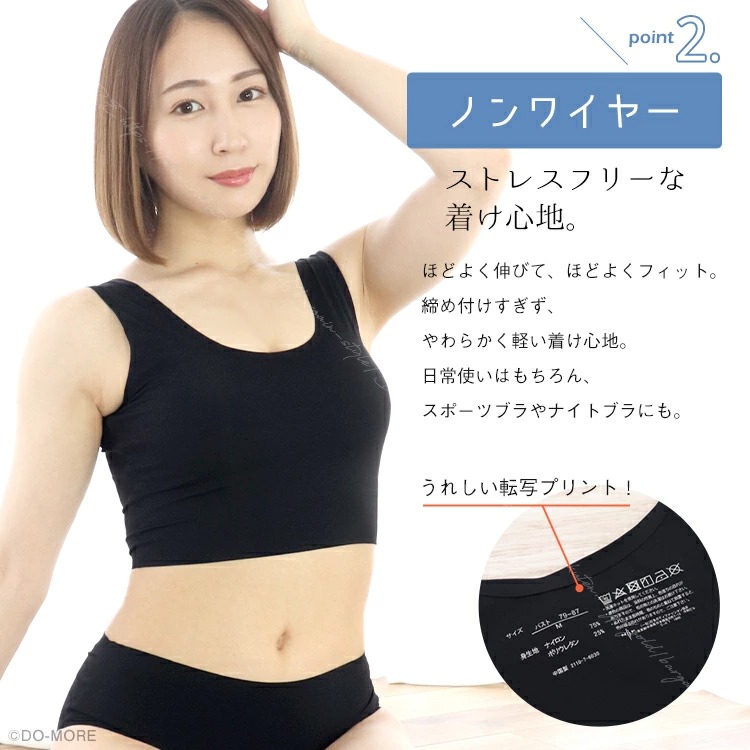 point 2.
ノンワイヤー
ストレスフリーな
着け心地。
ほどよく伸びて、ほどよくフィット。
締め付けすぎず、
やわらかく軽い着け心地。
日常使いはもちろん、
スポーツブラやナイトブラにも。
うれしい転写プリント！
サイズ バスト 79-87
M
身生地 ナイロン 75%
ポリウレタン 25%
中国製
©DO-MORE